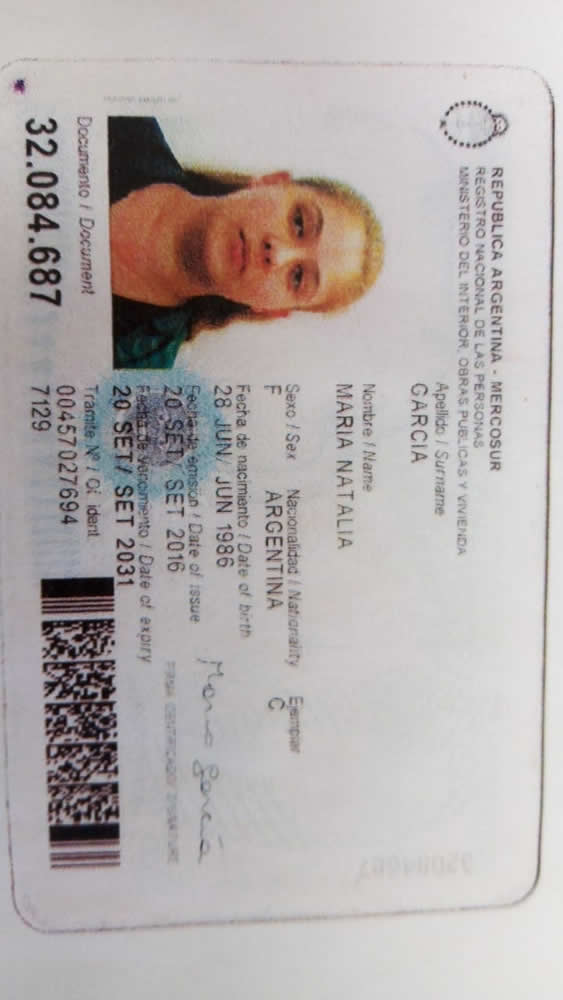 REPUBLICA ARGENTINA - MERCOSUR
REGISTRO NACIONAL DE LAS PERSONAS
MINISTERIO DEL INTERIOR, OBRAS PUBLICAS Y VIVIENDA
Apellido / Surname
GARCIA
Nombre / Name
MARIA NATALIA
Sexo / Sex Nacionalidad / Nationality Ejemplar
F ARGENTINA C
Fecha de nacimiento / Date of birth
28 JUN/ JUN 1986
Fecha de emisión / Date of issue
20 SET/ SET 2016
Fecha de vencimiento / Date of expiry
20 SET/ SET 2031
Maria Garcia
FIRMA IDENTIFICADO/ SIGNATURE
Documento / Document
32.084.687
Trámite Nº / Of. ident.
00457027694
7129
32084687